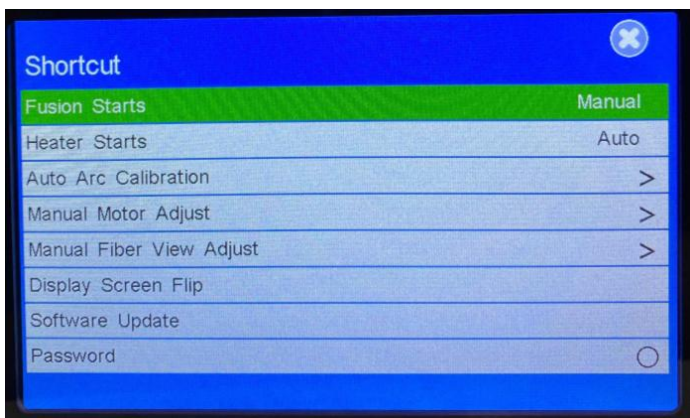 Shortcut
Fusion Starts Manual
Heater Starts Auto
Auto Arc Calibration >
Manual Motor Adjust >
Manual Fiber View Adjust >
Display Screen Flip
Software Update
Password